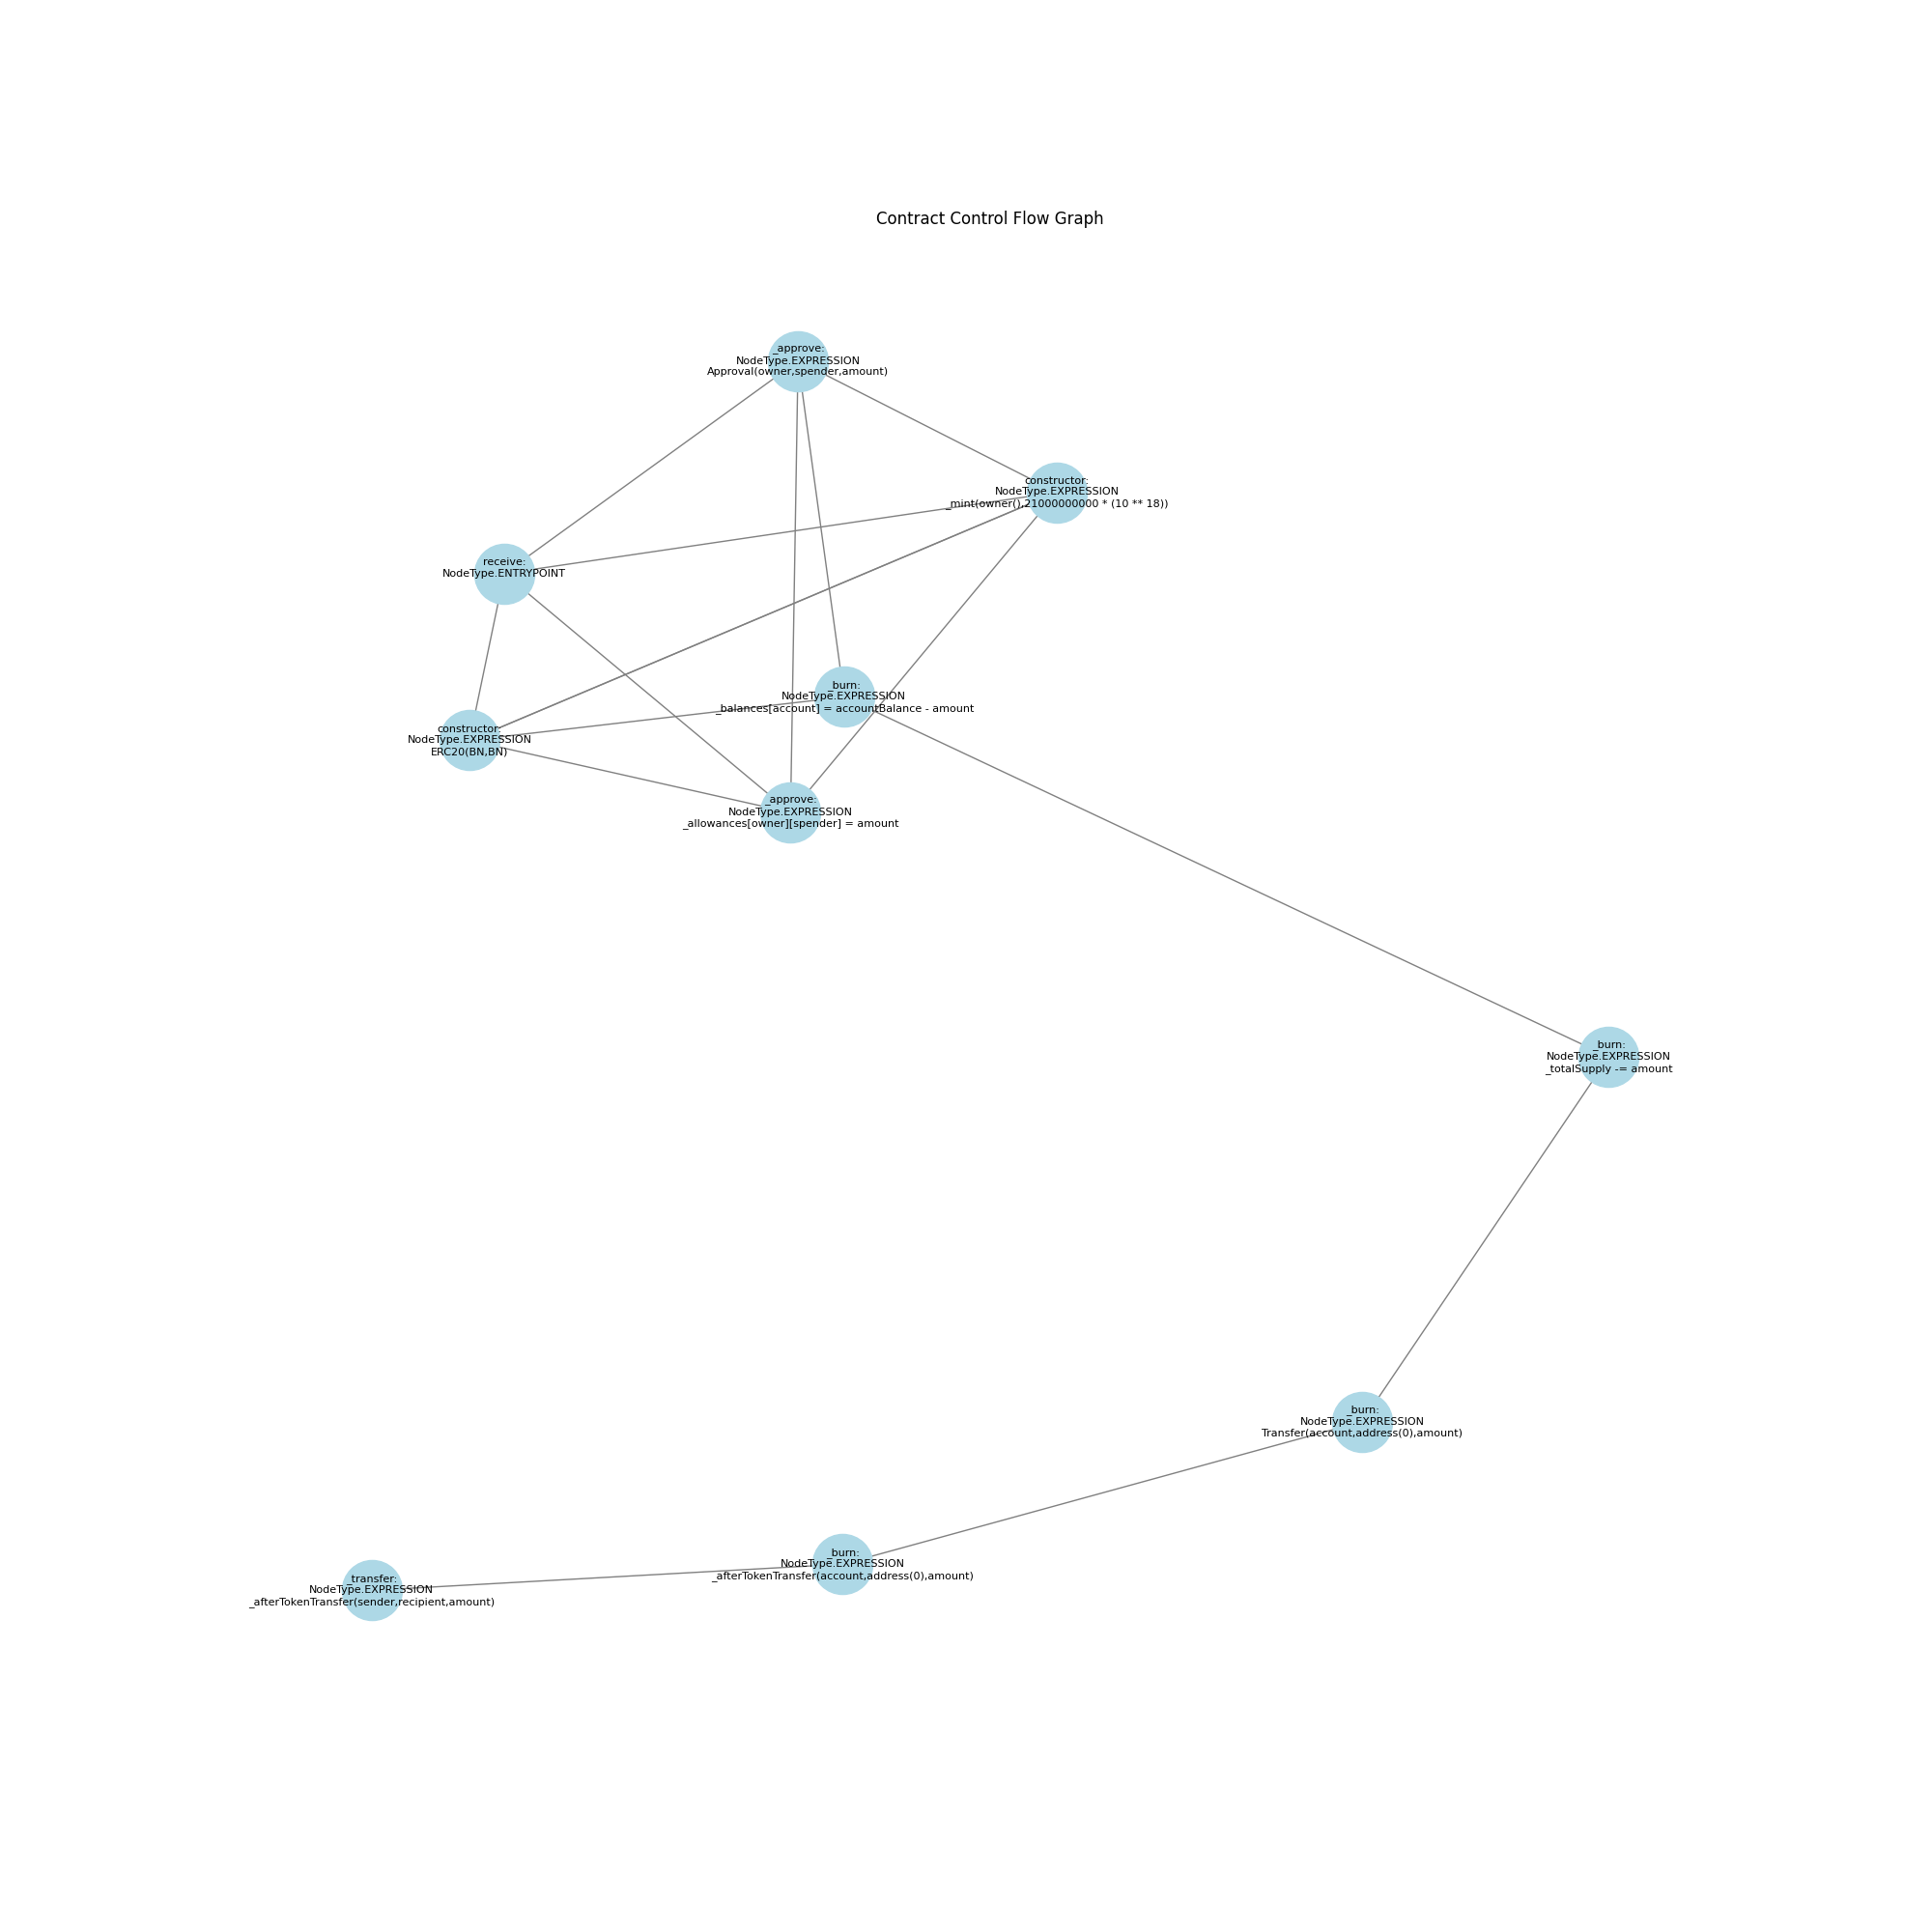 Contract Control Flow Graph
_approve:
NodeType.EXPRESSION
Approval(owner,spender,amount)
constructor:
NodeType.EXPRESSION
_mint(owner(),21000000000 * (10 ** 18))
receive:
NodeType.ENTRYPOINT
_burn:
NodeType.EXPRESSION
_balances[account] = accountBalance - amount
constructor:
NodeType.EXPRESSION
ERC20(BN,BN)
_approve:
NodeType.EXPRESSION
_allowances[owner][spender] = amount
_burn:
NodeType.EXPRESSION
_totalSupply -= amount
_burn:
NodeType.EXPRESSION
Transfer(account,address(0),amount)
_burn:
NodeType.EXPRESSION
_afterTokenTransfer(account,address(0),amount)
_transfer:
NodeType.EXPRESSION
_afterTokenTransfer(sender,recipient,amount)